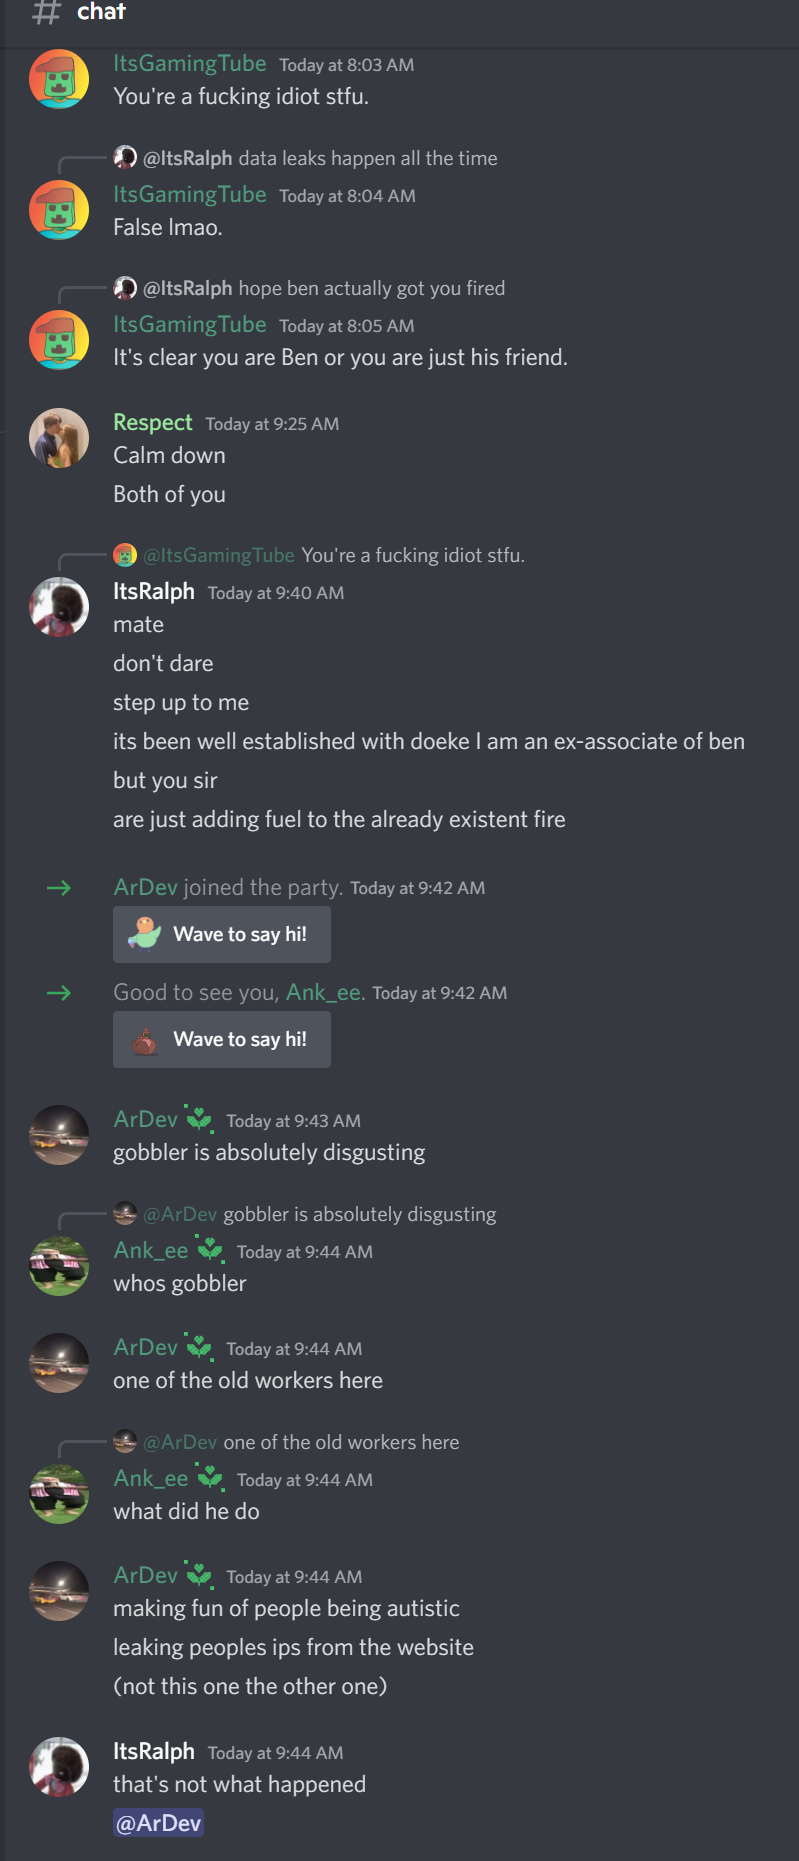 # chat
ItsGamingTube Today at 8:03 AM
You're a fucking idiot stfu.
@ItsRalph data leaks happen all the time
ItsGamingTube Today at 8:04 AM
False lmao.
@ItsRalph hope ben actually got you fired
ItsGamingTube Today at 8:05 AM
It's clear you are Ben or you are just his friend.
Respect Today at 9:25 AM
Calm down
Both of you
@ItsGamingTube You're a fucking idiot stfu.
ItsRalph Today at 9:40 AM
mate
don't dare
step up to me
its been well established with doeke I am an ex-associate of ben
but you sir
are just adding fuel to the already existent fire
ArDev joined the party. Today at 9:42 AM
Wave to say hi!
Good to see you, Ank_ee. Today at 9:42 AM
Wave to say hi!
ArDev Today at 9:43 AM
gobbler is absolutely disgusting
@ArDev gobbler is absolutely disgusting
Ank_ee Today at 9:44 AM
whos gobbler
ArDev Today at 9:44 AM
one of the old workers here
@ArDev one of the old workers here
Ank_ee Today at 9:44 AM
what did he do
ArDev Today at 9:44 AM
making fun of people being autistic
leaking peoples ips from the website
(not this one the other one)
ItsRalph Today at 9:44 AM
that's not what happened
@ArDev